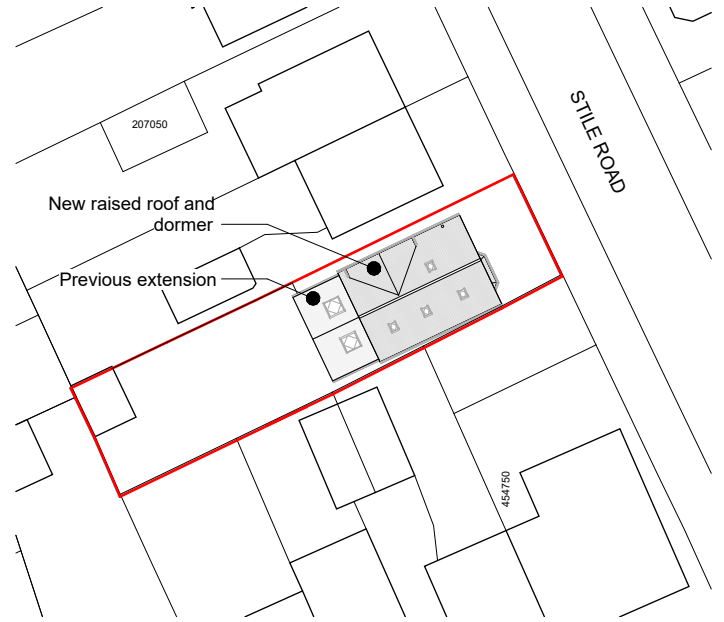 207050
STILE ROAD
New raised roof and
dormer
Previous extension
454750